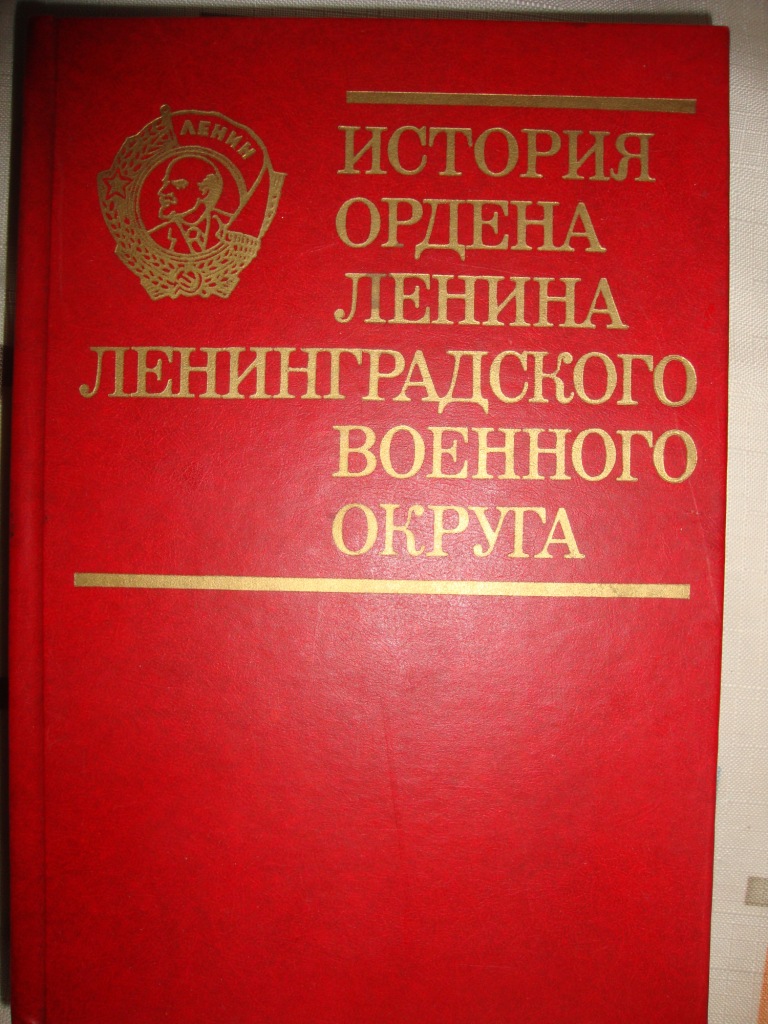 ЛЕНИН
ИСТОРИЯ
ОРДЕНА
ЛЕНИНА
ЛЕНИНГРАДСКОГО
ВОЕННОГО
ОКРУГА